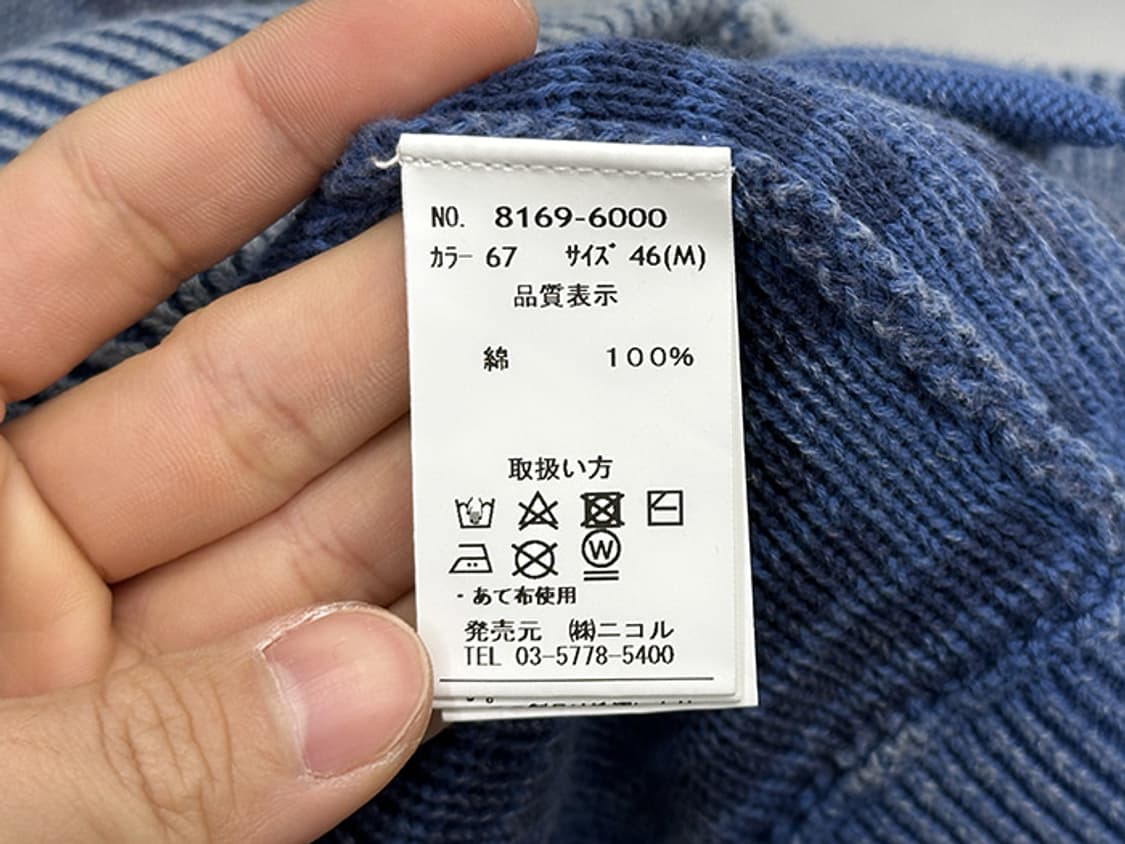 NO. 8169-6000
カラー 67 サイズ 46(M)
品質表示
綿 100%
取扱い方
W
・あて布使用
発売元 ㈱ニコル
TEL 03-5778-5400